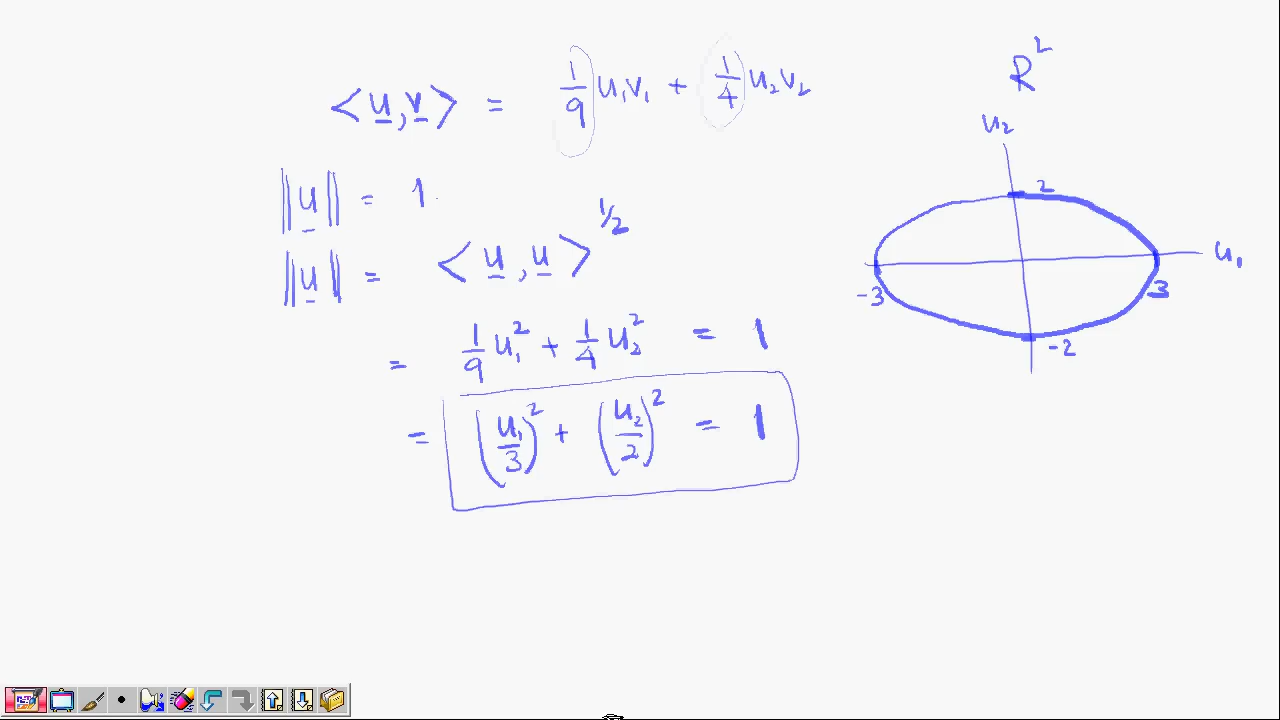 <u,v> = 1/9 u₁v₁ + 1/4 u₂v₂
||u|| = 1
||u|| = <u,u>^1/2
= 1/9 u₁² + 1/4 u₂² = 1
= (u₁/3)² + (u₂/2)² = 1
R²
u₂
2
u₁
-3
3
-2